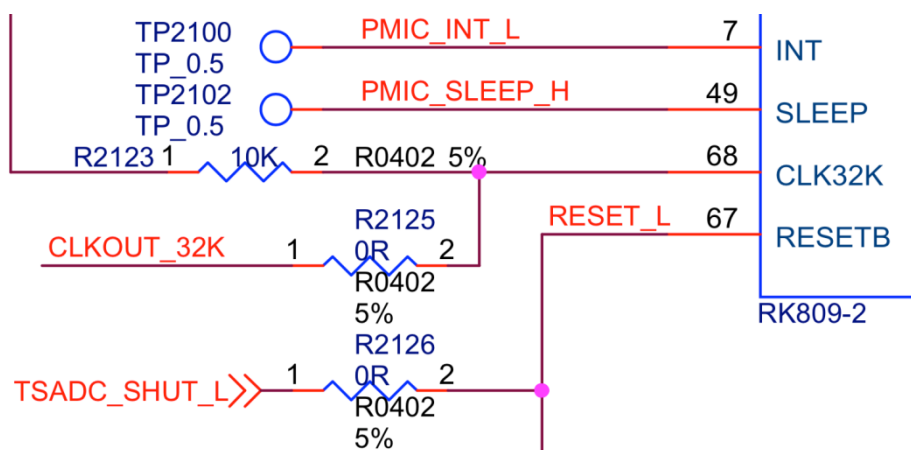 TP2100
TP_0.5
PMIC_INT_L
7
INT
TP2102
TP_0.5
PMIC_SLEEP_H
49
SLEEP
R2123
1
10K
2
R0402
5%
68
CLK32K
CLKOUT_32K
1
R2125
0R
2
R0402
5%
RESET_L
67
RESETB
RK809-2
TSADC_SHUT_L
1
R2126
0R
2
R0402
5%